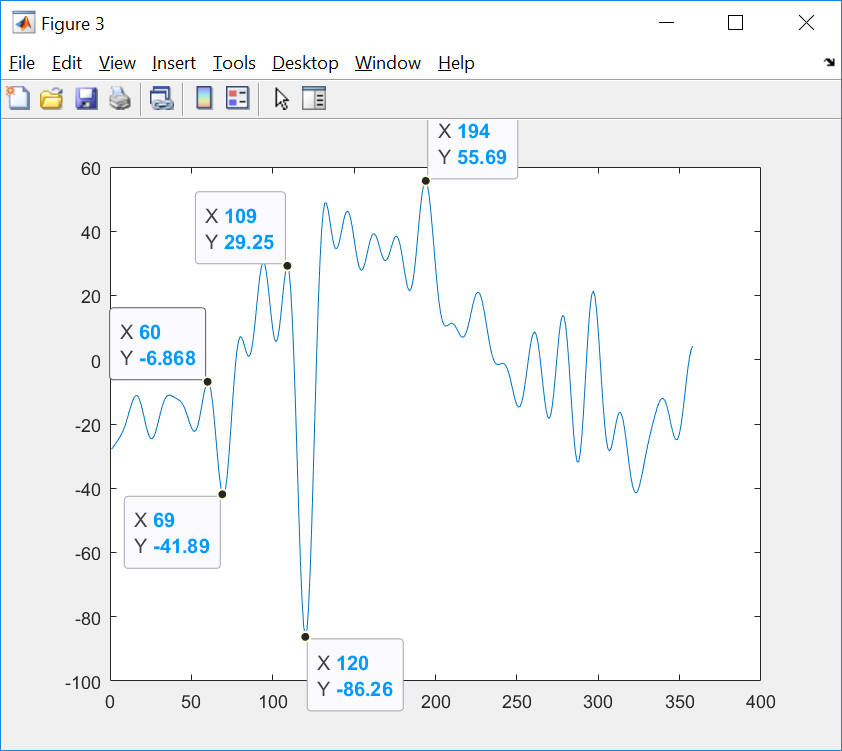 Figure 3
File Edit View Insert Tools Desktop Window Help
X 194
Y 55.69
X 109
Y 29.25
X 60
Y -6.868
X 69
Y -41.89
X 120
Y -86.26
60
40
20
0
-20
-40
-60
-80
-100
0 50 100 200 250 300 350 400